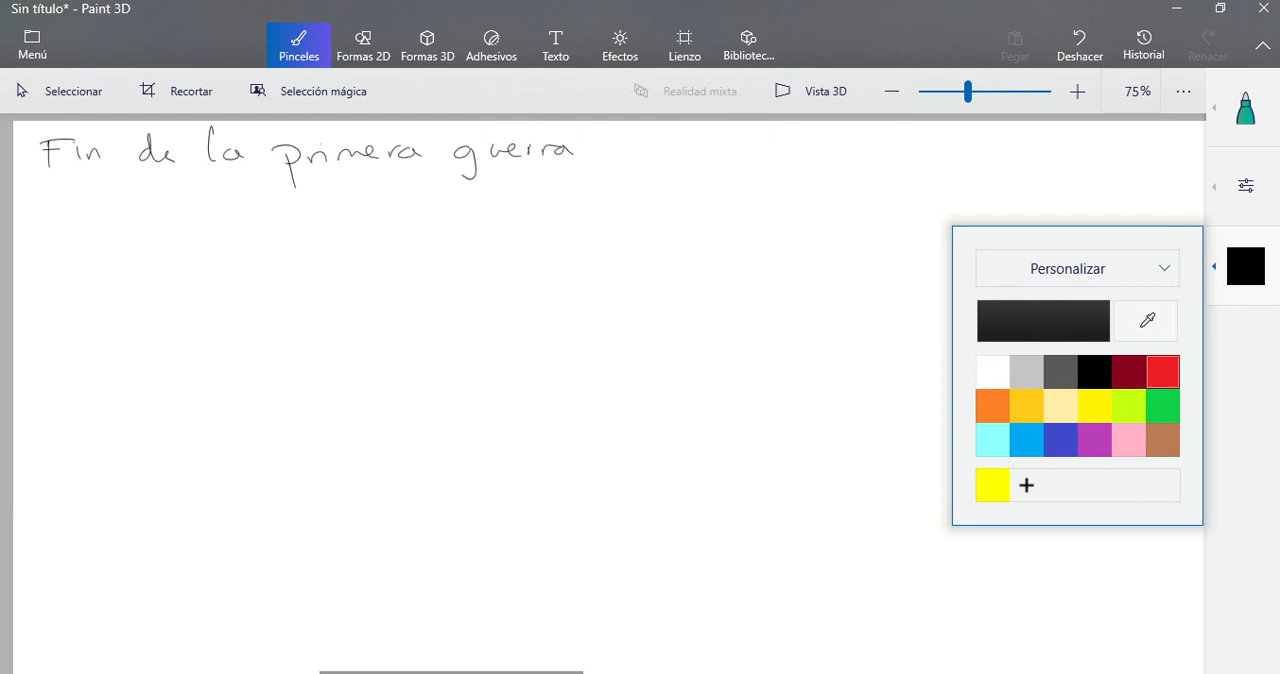 Sin título* - Paint 3D
Menú
Pinceles
Formas 2D
Formas 3D
Adhesivos
Texto
Efectos
Lienzo
Bibliotec...
Pegar
Deshacer
Historial
Rehacer
Seleccionar
Recortar
Selección mágica
Realidad mixta
Vista 3D
75%
Fin de la primera guerra
Personalizar